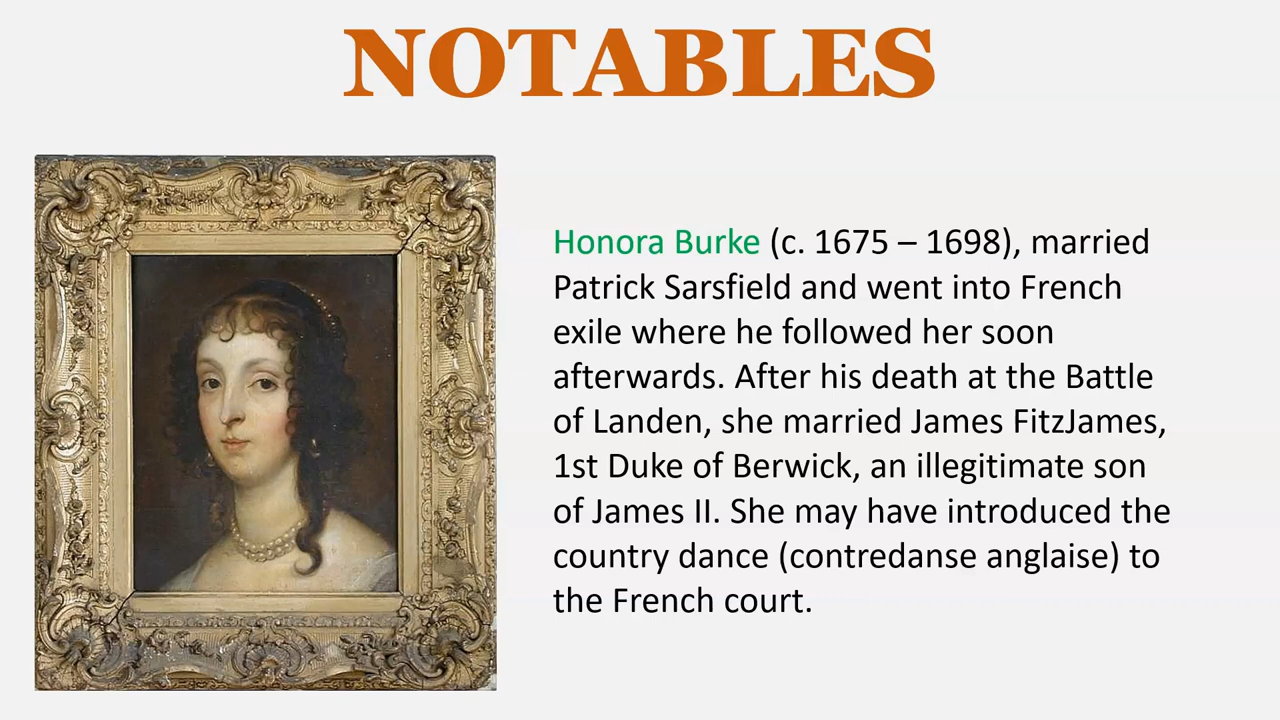 NOTABLES
Honora Burke (c. 1675 – 1698), married
Patrick Sarsfield and went into French
exile where he followed her soon
afterwards. After his death at the Battle
of Landen, she married James FitzJames,
1st Duke of Berwick, an illegitimate son
of James II. She may have introduced the
country dance (contredanse anglaise) to
the French court.